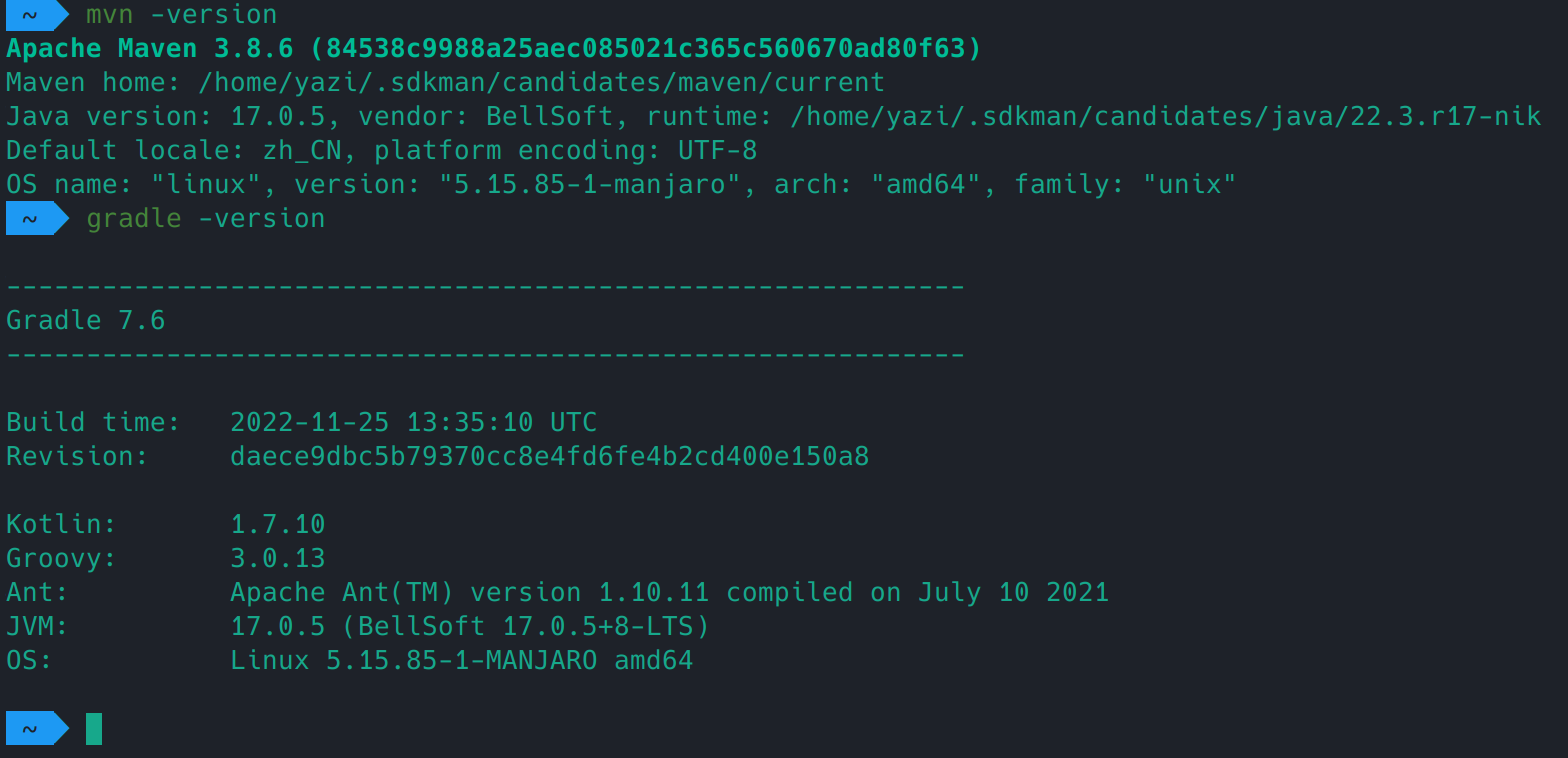 ~ mvn -version
Apache Maven 3.8.6 (84538c9988a25aec085021c365c560670ad80f63)
Maven home: /home/yazi/.sdkman/candidates/maven/current
Java version: 17.0.5, vendor: BellSoft, runtime: /home/yazi/.sdkman/candidates/java/22.3.r17-nik
Default locale: zh_CN, platform encoding: UTF-8
OS name: "linux", version: "5.15.85-1-manjaro", arch: "amd64", family: "unix"
~ gradle -version
------------------------------------------------------------
Gradle 7.6
------------------------------------------------------------
Build time:   2022-11-25 13:35:10 UTC
Revision:     daece9dbc5b79370cc8e4fd6fe4b2cd400e150a8
Kotlin:       1.7.10
Groovy:       3.0.13
Ant:          Apache Ant(TM) version 1.10.11 compiled on July 10 2021
JVM:          17.0.5 (BellSoft 17.0.5+8-LTS)
OS:           Linux 5.15.85-1-MANJARO amd64
~